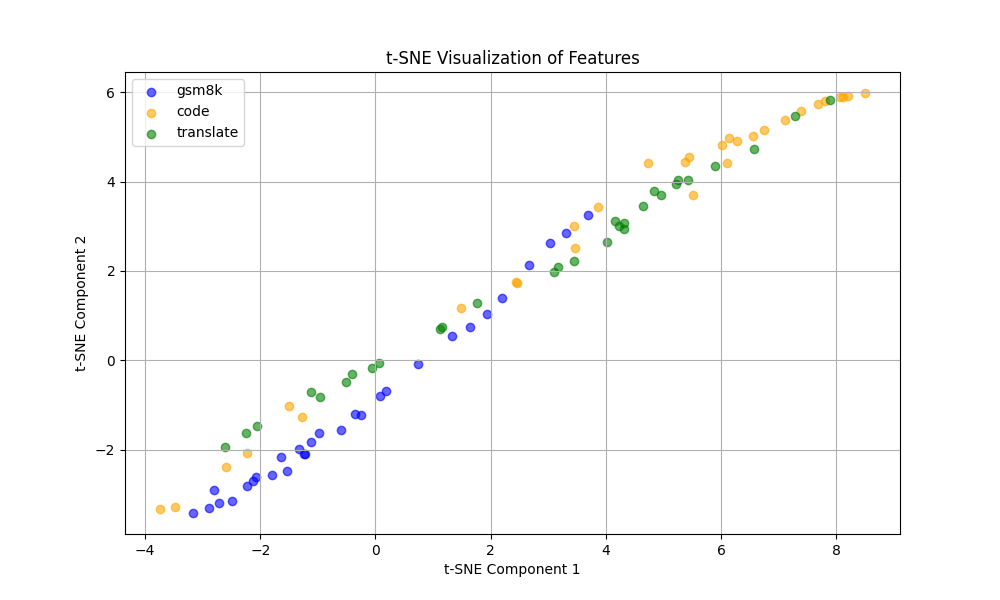 t-SNE Visualization of Features
gsm8k
code
translate
6
4
2
0
−2
t-SNE Component 2
−4
−2
0
2
4
6
8
t-SNE Component 1